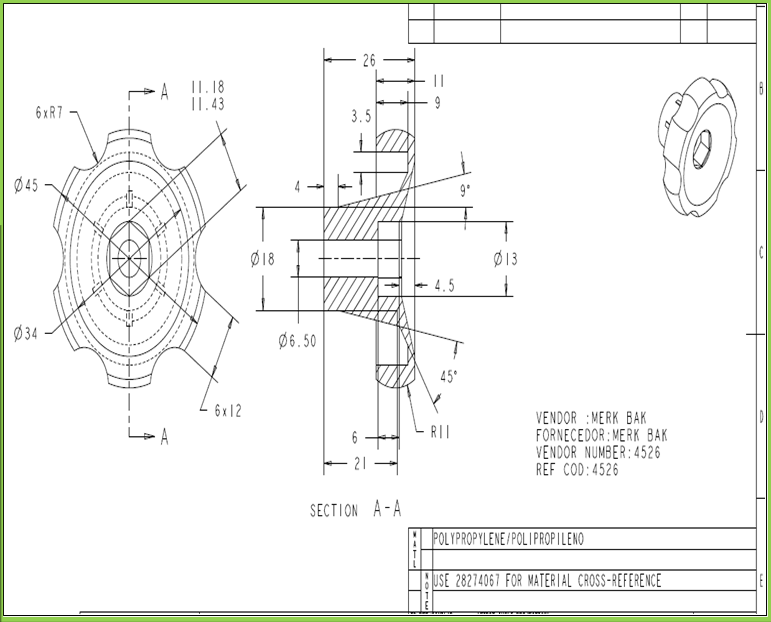 26
11
9
3.5
B
A
11.18
11.43
6xR7
Ø45
4
9°
Ø18
Ø13
C
4.5
Ø34
Ø6.50
45°
6x12
R11
A
6
21
D
VENDOR :MERK BAK
FORNECEDOR:MERK BAK
VENDOR NUMBER:4526
REF COD:4526
SECTION A-A
MATL
POLYPROPYLENE/POLIPROPILENO
NOTE
USE 28274067 FOR MATERIAL CROSS-REFERENCE
E